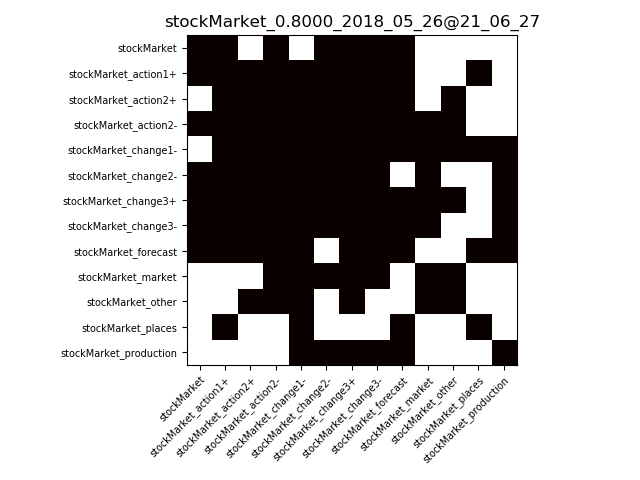 stockMarket_0.8000_2018_05_26@21_06_27
stockMarket
stockMarket_action1+
stockMarket_action2+
stockMarket_action2-
stockMarket_change1-
stockMarket_change2-
stockMarket_change3+
stockMarket_change3-
stockMarket_forecast
stockMarket_market
stockMarket_other
stockMarket_places
stockMarket_production
stockMarket
stockMarket_action1+
stockMarket_action2+
stockMarket_action2-
stockMarket_change1-
stockMarket_change2-
stockMarket_change3+
stockMarket_change3-
stockMarket_forecast
stockMarket_market
stockMarket_other
stockMarket_places
stockMarket_production